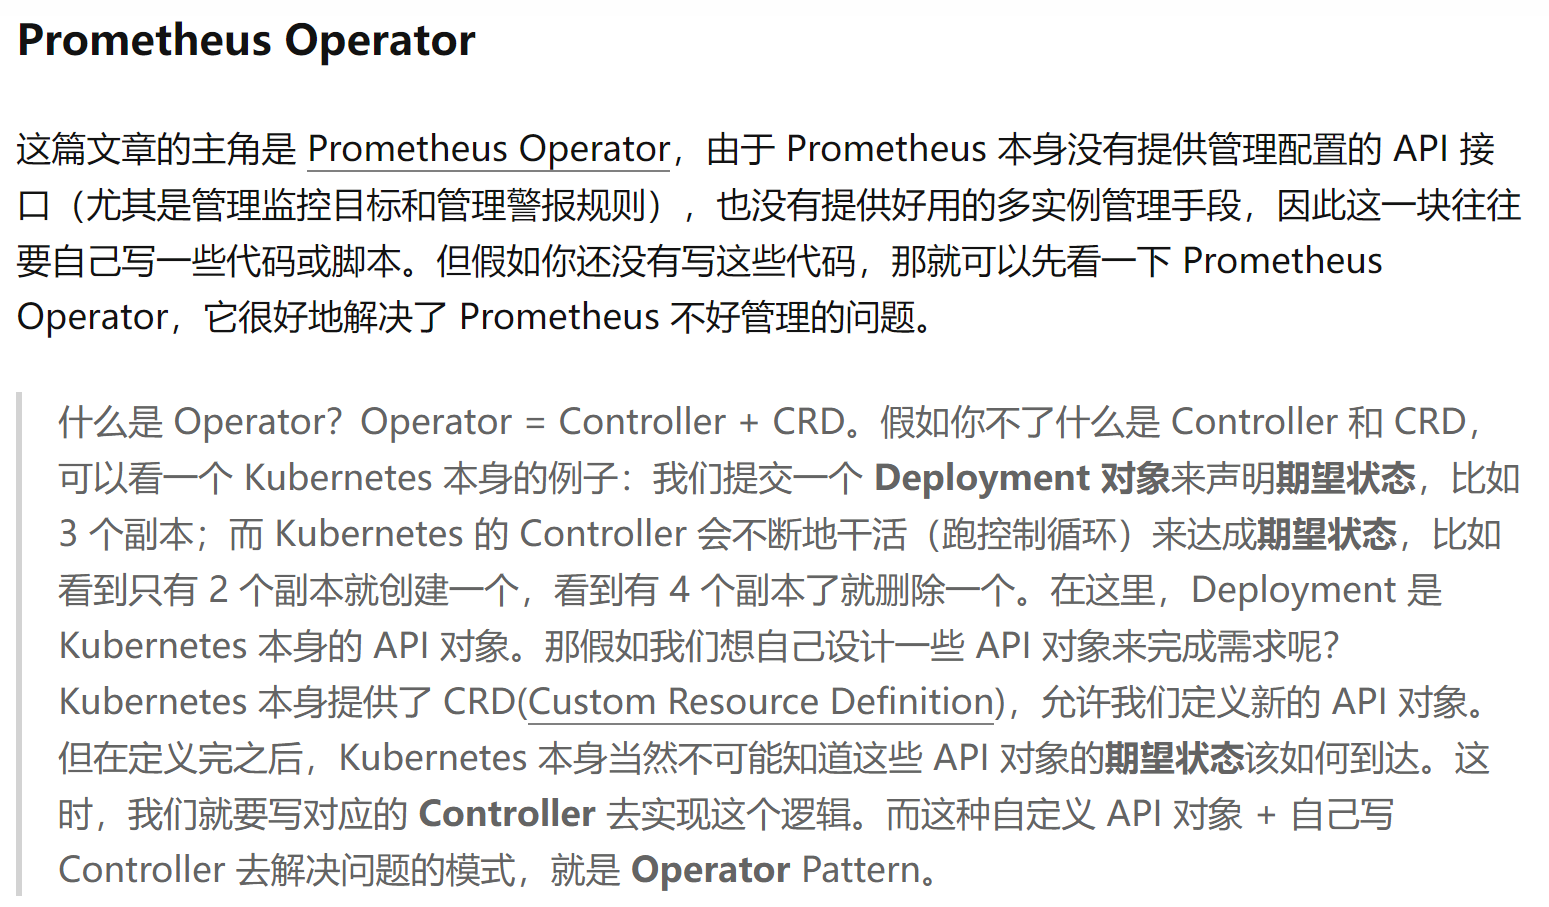 Prometheus Operator
这篇文章的主角是 Prometheus Operator，由于 Prometheus 本身没有提供管理配置的 API 接
口（尤其是管理监控目标和管理警报规则），也没有提供好用的多实例管理手段，因此这一块往往
要自己写一些代码或脚本。但假如你还没有写这些代码，那就可以先看一下 Prometheus
Operator，它很好地解决了 Prometheus 不好管理的问题。
什么是 Operator？Operator = Controller + CRD。假如你不了什么是 Controller 和 CRD，
可以看一个 Kubernetes 本身的例子：我们提交一个 Deployment 对象来声明期望状态，比如
3 个副本；而 Kubernetes 的 Controller 会不断地干活（跑控制循环）来达成期望状态，比如
看到只有 2 个副本就创建一个，看到有 4 个副本了就删除一个。在这里，Deployment 是
Kubernetes 本身的 API 对象。那假如我们想自己设计一些 API 对象来完成需求呢？
Kubernetes 本身提供了 CRD(Custom Resource Definition)，允许我们定义新的 API 对象。
但在定义完之后，Kubernetes 本身当然不可能知道这些 API 对象的期望状态该如何到达。这
时，我们就要写对应的 Controller 去实现这个逻辑。而这种自定义 API 对象 + 自己写
Controller 去解决问题的模式，就是 Operator Pattern。